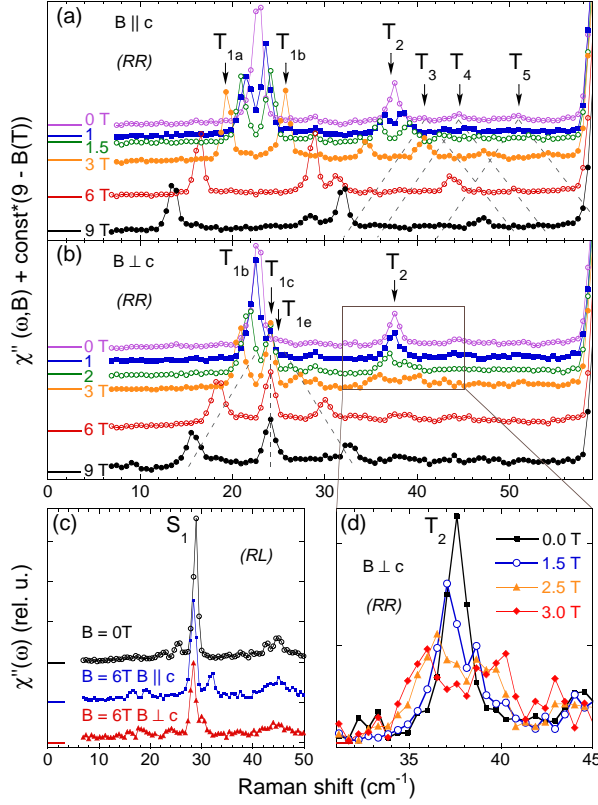 (a)
B || c
(RR)
T1a
T1b
T2
T3
T4
T5
0 T
1
1.5
3 T
6 T
9 T
(b)
B ⊥ c
(RR)
T1b
T1c
T1e
T2
0 T
1
2
3 T
6 T
9 T
0 10 20 30 40 50
χ'' (ω,B) + const*(9 - B(T))
(c)
S1
(RL)
B = 0T
B = 6T B || c
B = 6T B ⊥ c
0 10 20 30 40 50
χ''(ω) (rel. u.)
(d)
T2
B ⊥ c
(RR)
0.0 T
1.5 T
2.5 T
3.0 T
35 40 45
Raman shift (cm-1)